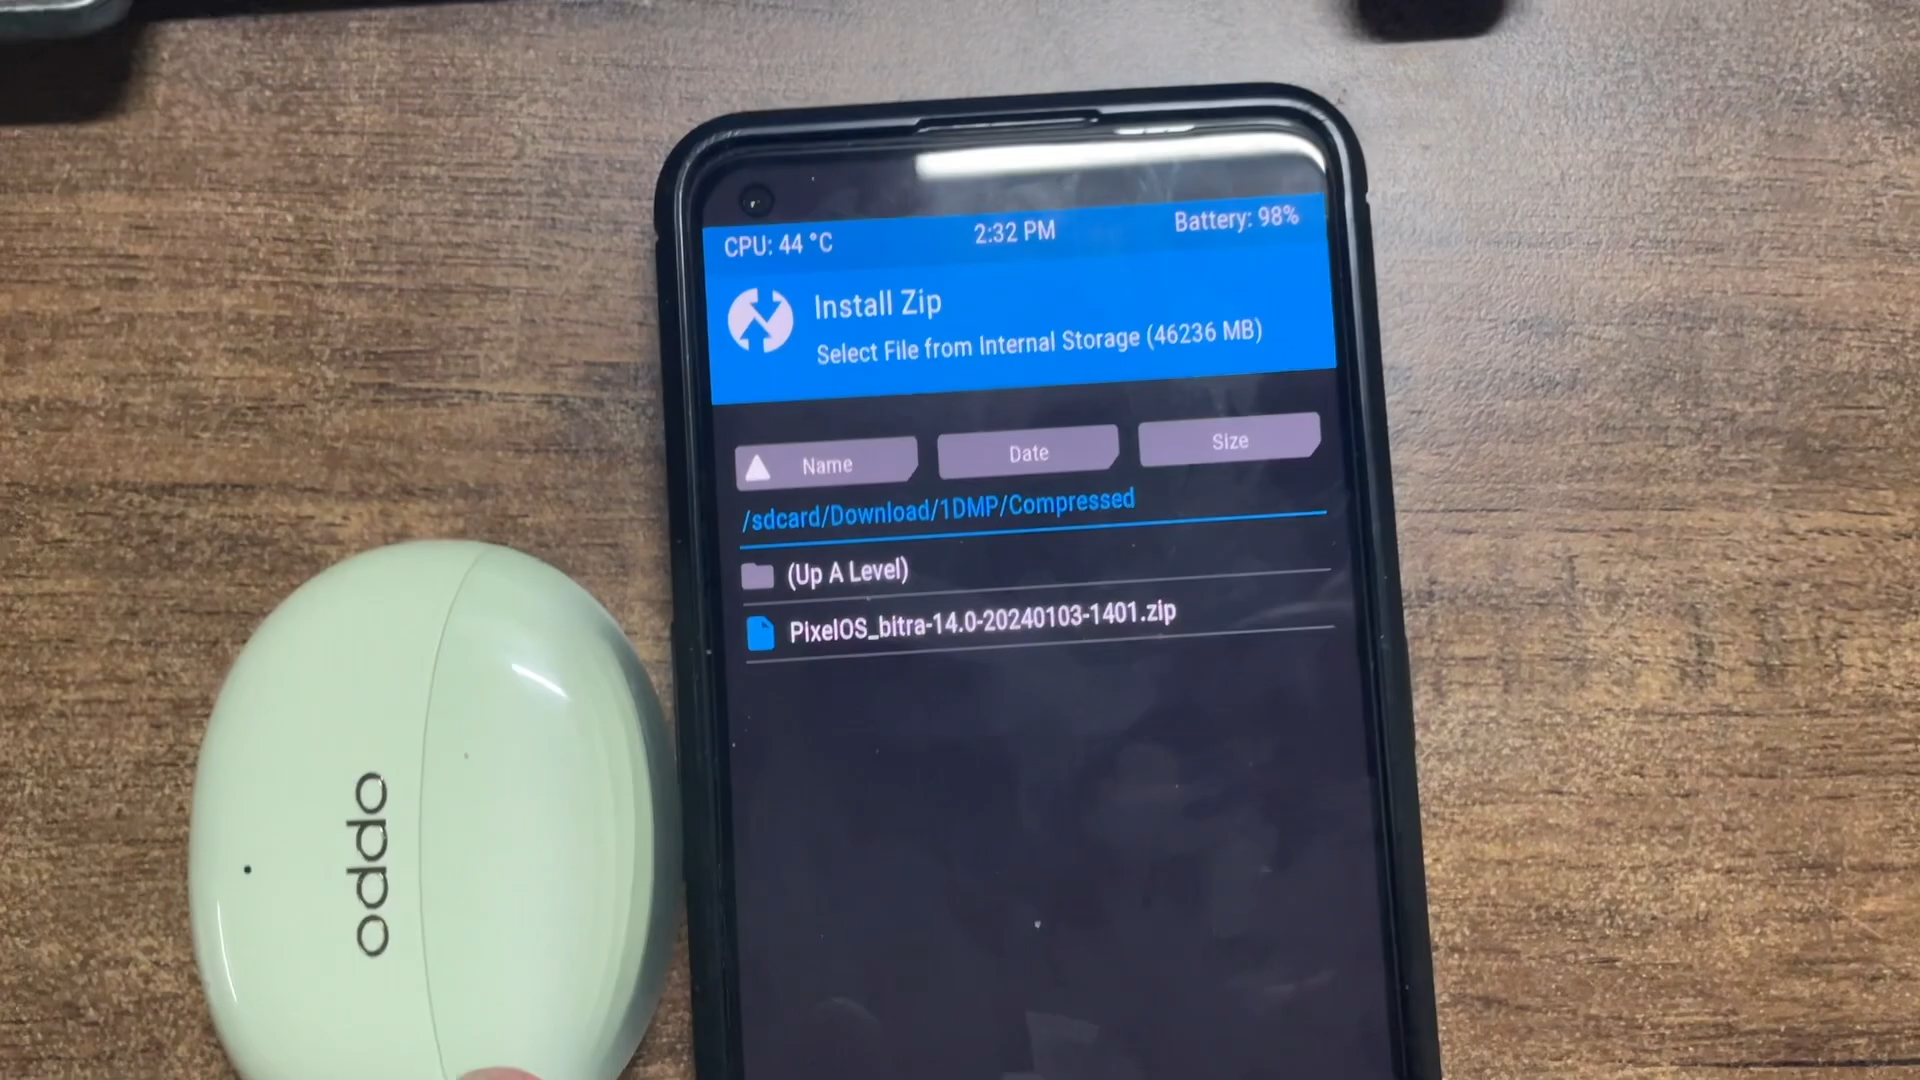 CPU: 44 °C 2:32 PM Battery: 98%
Install Zip
Select File from Internal Storage (46236 MB)
Name Date Size
/sdcard/Download/1DMP/Compressed
(Up A Level)
PixelOS_bitra-14.0-20240103-1401.zip
oppo